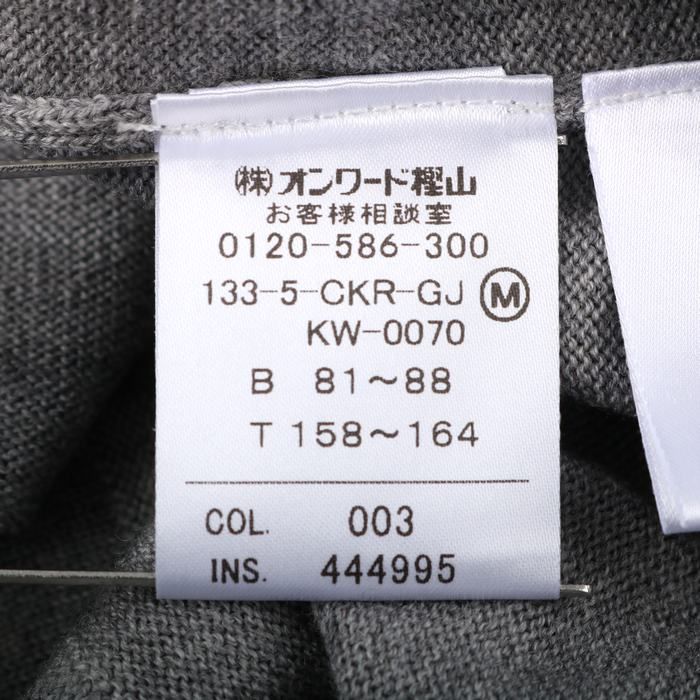 (株)オンワード樫山
お客様相談室
0120-586-300
133-5-CKR-GJ Ⓜ
KW-0070
B 81～88
T 158～164
COL. 003
INS. 444995